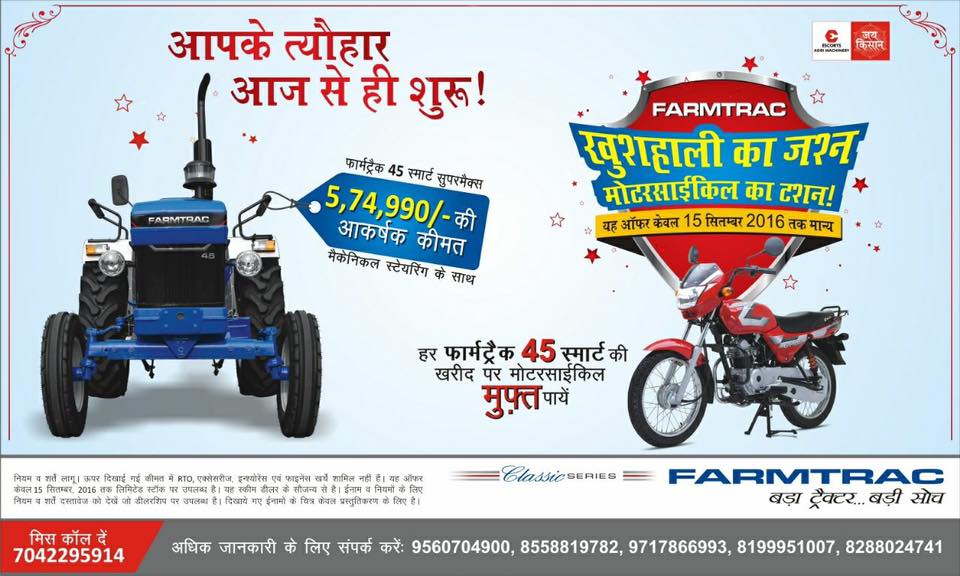 आपके त्यौहार
आज से ही शुरू!
ESCORTS
AGRI MACHINERY
जय
किसान
FARMTRAC
खुशहाली का जश्न
मोटरसाईकिल का टशन!
यह ऑफर केवल 15 सितम्बर 2016 तक मान्य
फार्मट्रैक 45 स्मार्ट सुपरमैक्स
5,74,990/- की
आकर्षक कीमत
मैकेनिकल स्टेयरिंग के साथ
FARMTRAC
45
हर फार्मट्रैक 45 स्मार्ट की
खरीद पर मोटरसाईकिल
मुफ़्त पायें
नियम व शर्तें लागू। ऊपर दिखाई गई कीमत में RTO, एक्सेसरीज, इन्श्योरेंस एवं फाइनेंस खर्चे शामिल नहीं हैं। यह ऑफर
केवल 15 सितम्बर, 2016 तक लिमिटेड स्टॉक पर उपलब्ध है। यह स्कीम डीलर के सौजन्य से है। ईनाम व नियमों के लिए
नियम व शर्तें दस्तावेज़ को देखें जो डीलरशिप पर उपलब्ध है। दिखाये गए ईनामों के चित्र केवल प्रस्तुतिकरण के लिए है।
Classic SERIES
FARMTRAC
बड़ा ट्रैक्टर...बड़ी सोच
मिस कॉल दें
7042295914
अधिक जानकारी के लिए संपर्क करें: 9560704900, 8558819782, 9717866993, 8199951007, 8288024741